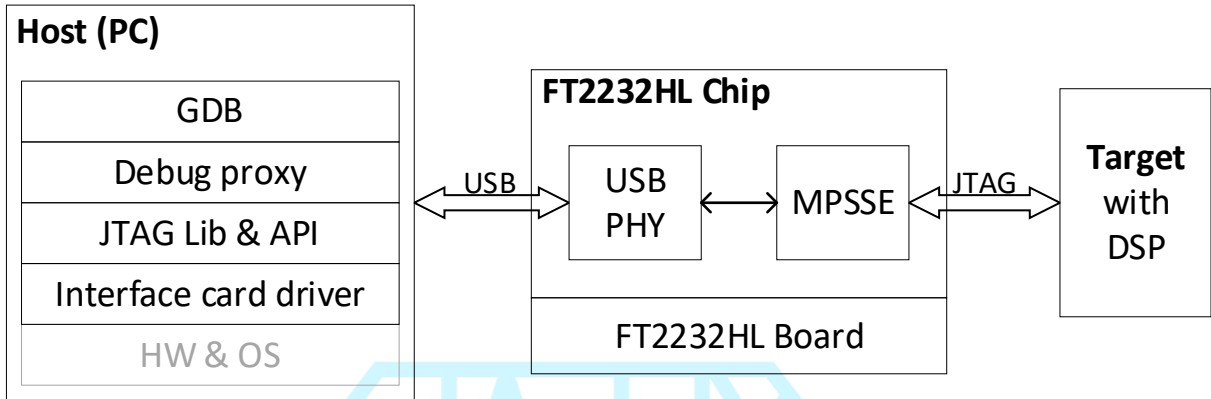 Host (PC)
GDB
Debug proxy
JTAG Lib & API
Interface card driver
HW & OS
USB
FT2232HL Chip
USB
PHY
MPSSE
FT2232HL Board
JTAG
Target
with
DSP